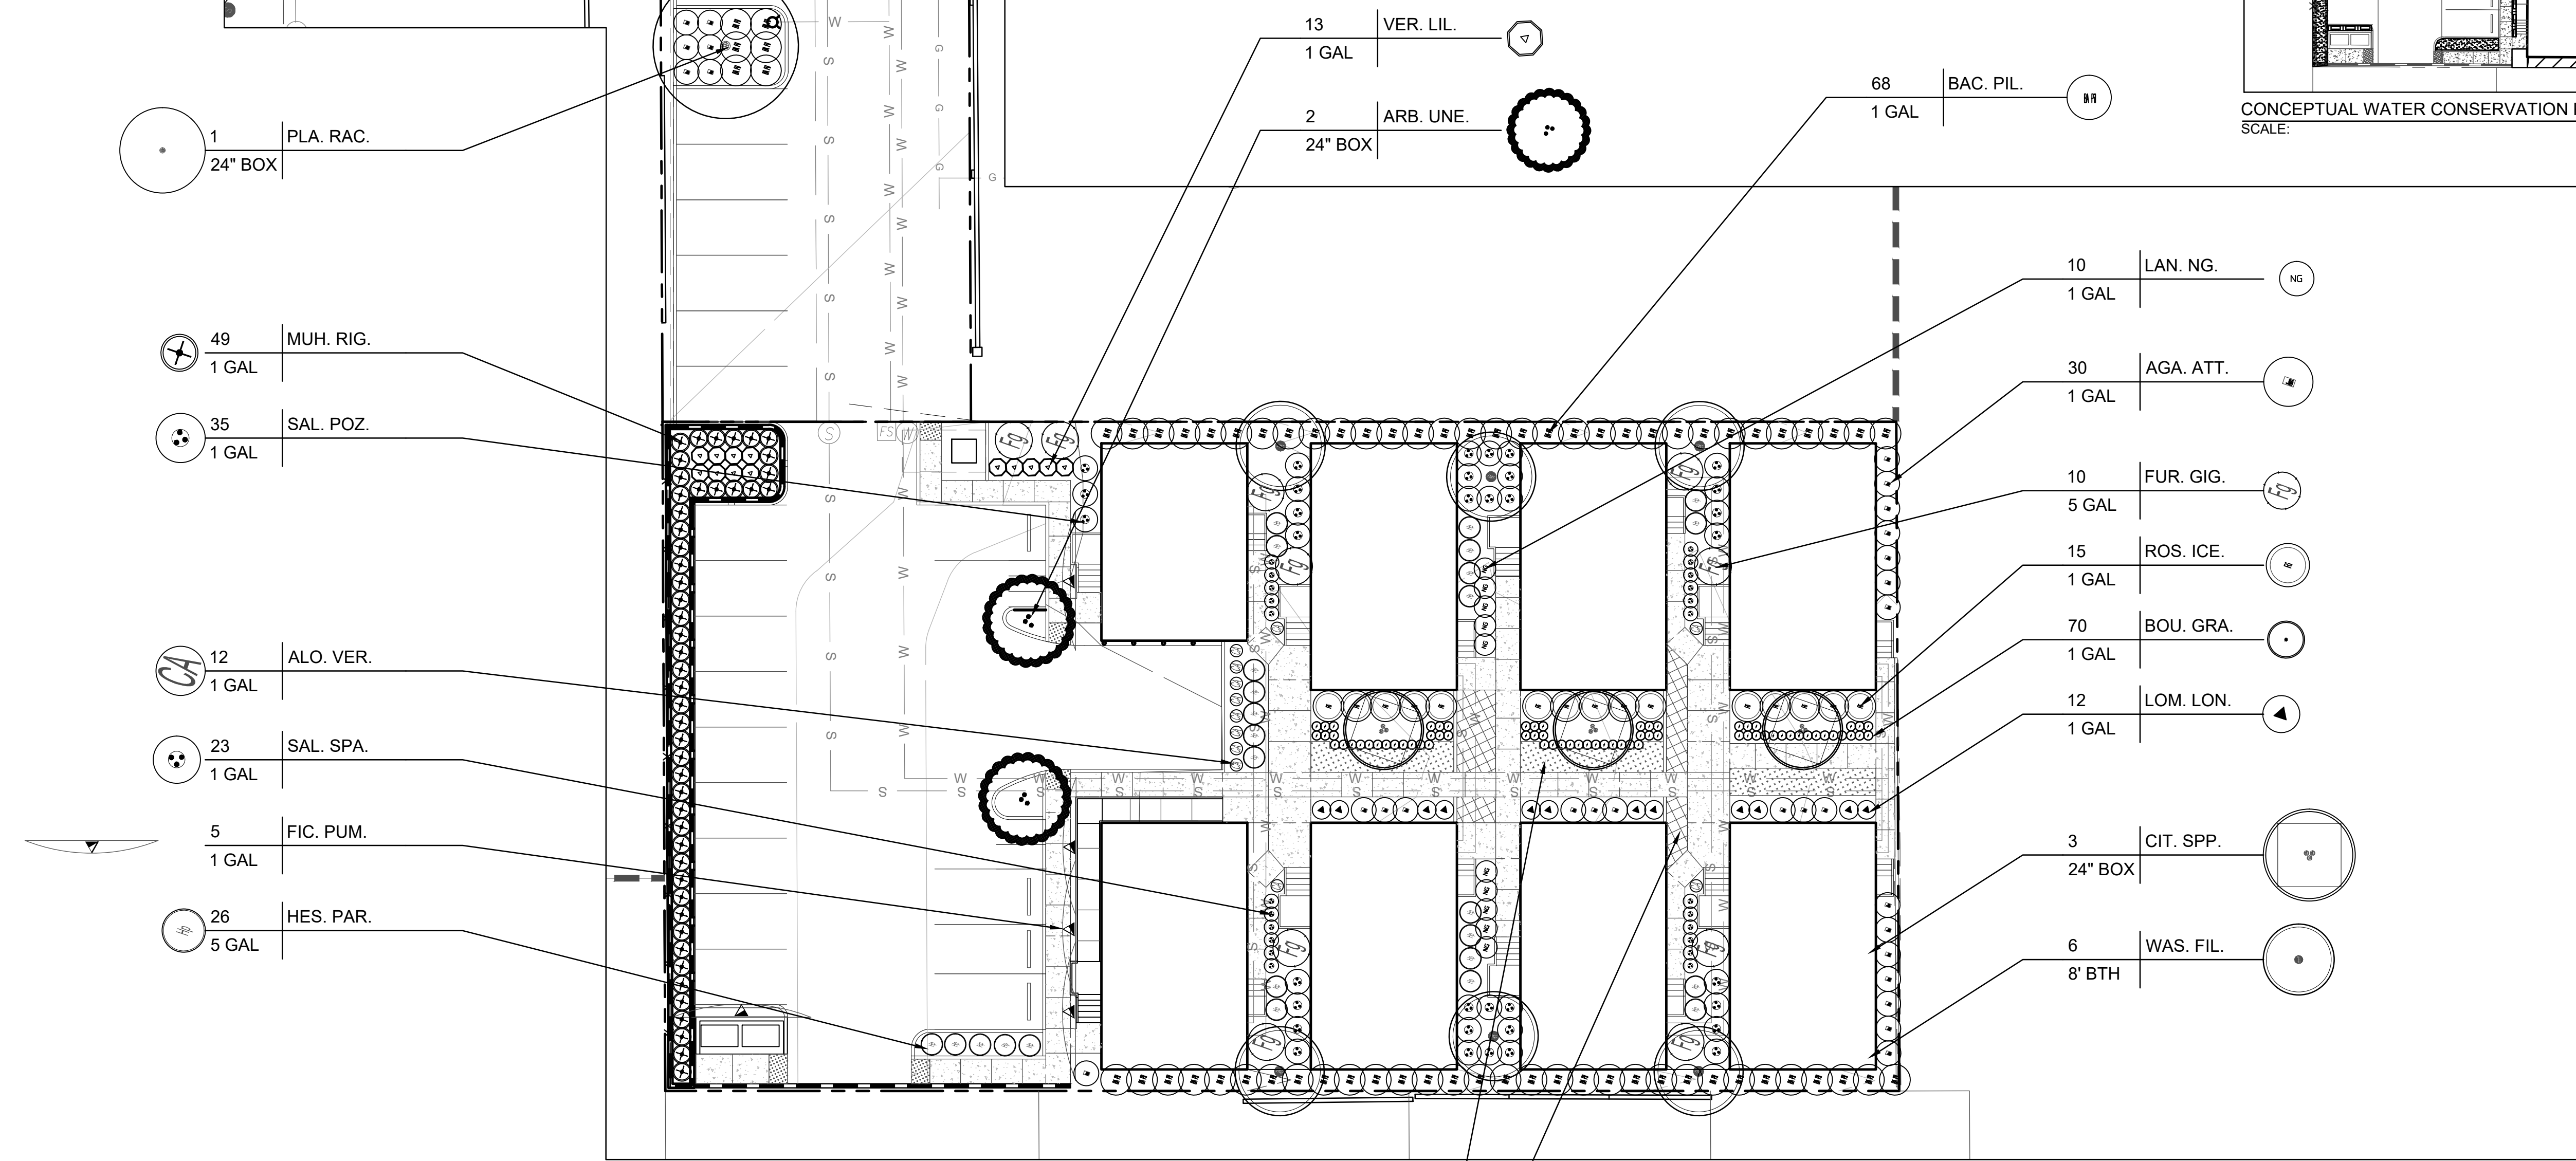 13 VER. LIL.
1 GAL
2 ARB. UNE.
24" BOX
68 BAC. PIL.
1 GAL
CONCEPTUAL WATER CONSERVATION
SCALE:
1 PLA. RAC.
24" BOX
49 MUH. RIG.
1 GAL
35 SAL. POZ.
1 GAL
12 ALO. VER.
1 GAL
CA
23 SAL. SPA.
1 GAL
5 FIC. PUM.
1 GAL
26 HES. PAR.
5 GAL
Hp
10 LAN. NG.
1 GAL
NG
30 AGA. ATT.
1 GAL
10 FUR. GIG.
5 GAL
Fg
15 ROS. ICE.
1 GAL
70 BOU. GRA.
1 GAL
12 LOM. LON.
1 GAL
3 CIT. SPP.
24" BOX
6 WAS. FIL.
8' BTH
S FS W